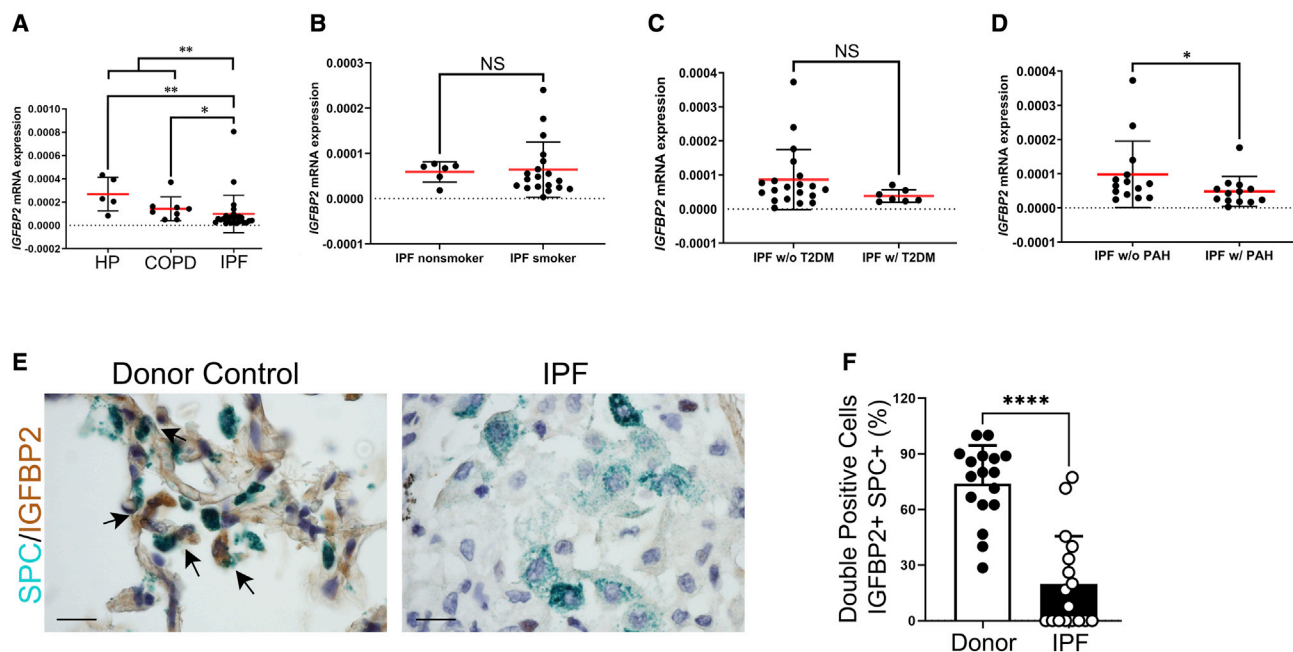 A
**
**
*
IGFBP2 mRNA expression
0.0010
0.0008
0.0006
0.0004
0.0002
0.0000
-0.0002
HP COPD IPF
B
NS
IGFBP2 mRNA expression
0.0003
0.0002
0.0001
0.0000
-0.0001
IPF nonsmoker IPF smoker
C
NS
IGFBP2 mRNA expression
0.0004
0.0003
0.0002
0.0001
0.0000
-0.0001
IPF w/o T2DM IPF w/ T2DM
D
*
IGFBP2 mRNA expression
0.0004
0.0003
0.0002
0.0001
0.0000
-0.0001
IPF w/o PAH IPF w/ PAH
E
Donor Control IPF
SPC/IGFBP2
F
****
Double Positive Cells
IGFBP2+ SPC+ (%)
120
90
60
30
0
Donor IPF